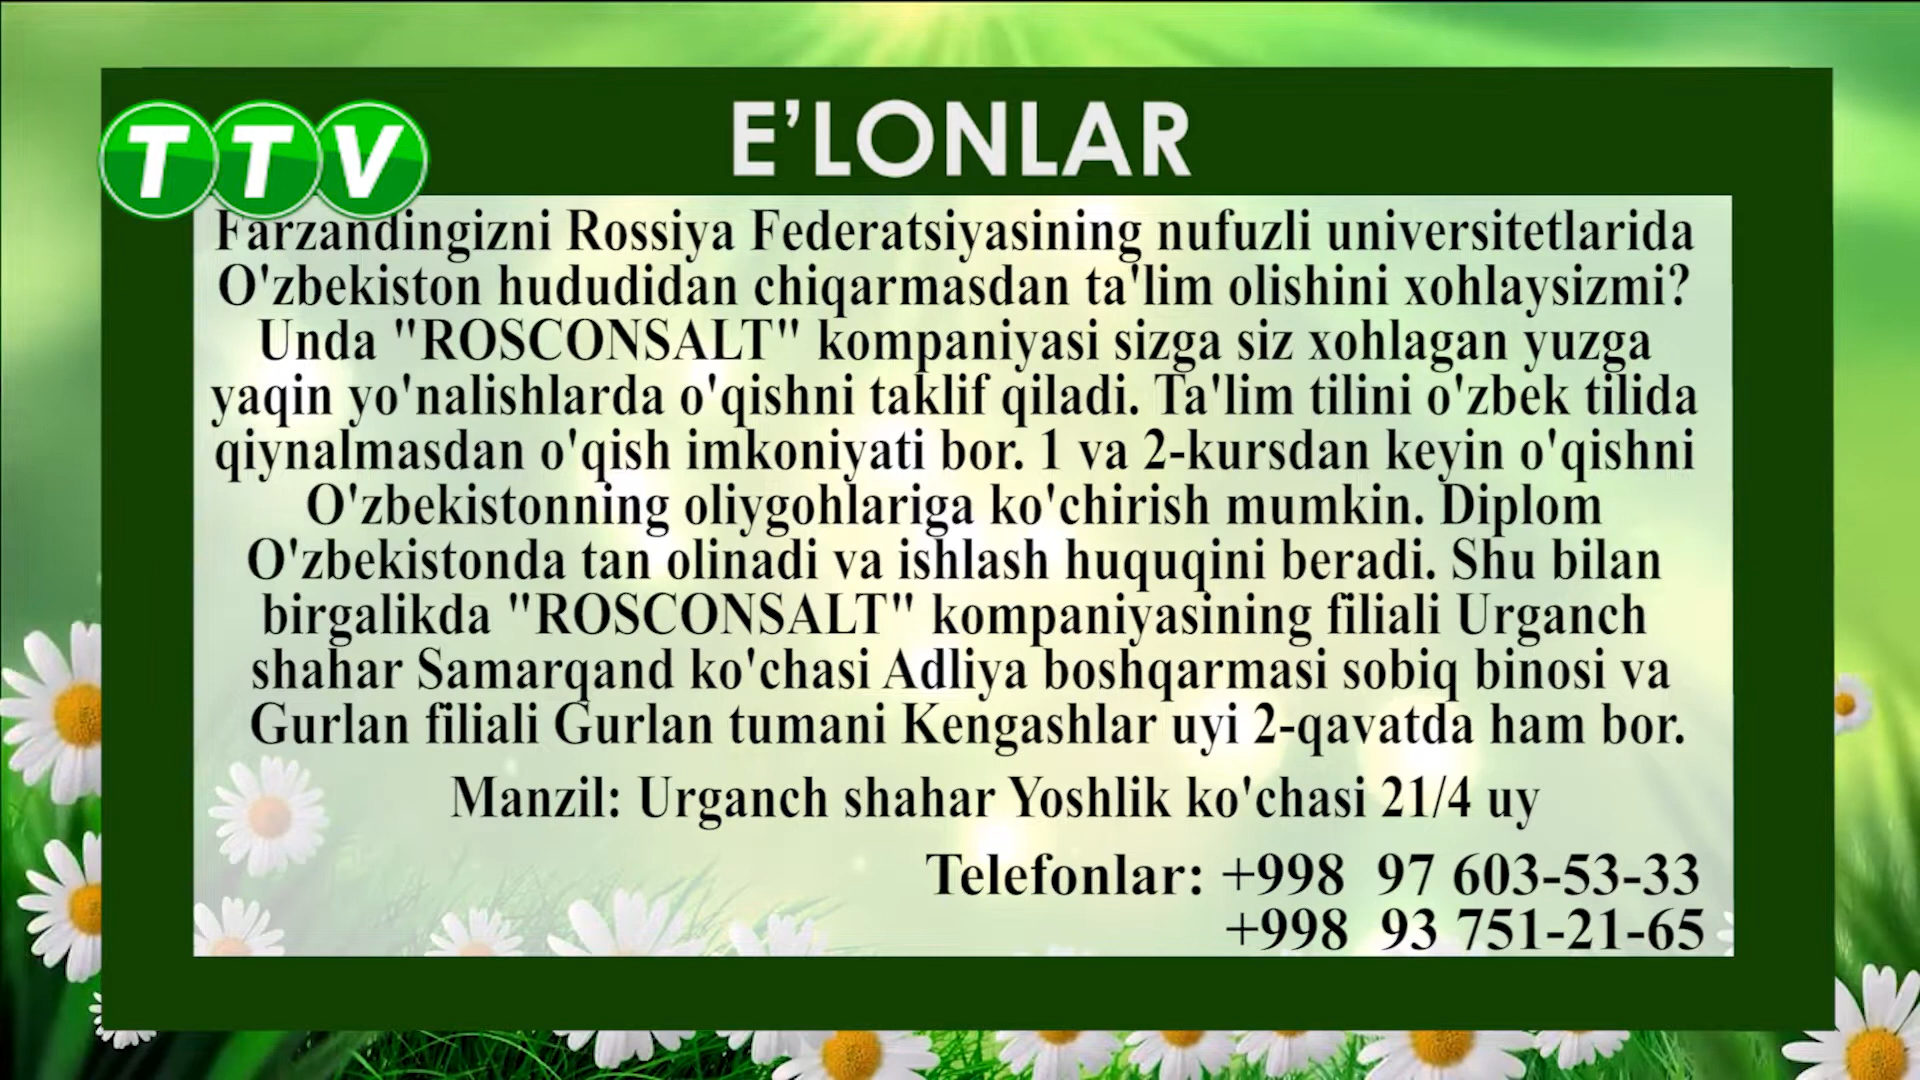 TTV
E’LONLAR
Farzandingizni Rossiya Federatsiyasining nufuzli universitetlarida
O'zbekiston hududidan chiqarmasdan ta'lim olishini xohlaysizmi?
Unda "ROSCONSALT" kompaniyasi sizga siz xohlagan yuzga
yaqin yo'nalishlarda o'qishni taklif qiladi. Ta'lim tilini o'zbek tilida
qiynalmasdan o'qish imkoniyati bor. 1 va 2-kursdan keyin o'qishni
O'zbekistonning oliygohlariga ko'chirish mumkin. Diplom
O'zbekistonda tan olinadi va ishlash huquqini beradi. Shu bilan
birgalikda "ROSCONSALT" kompaniyasining filiali Urganch
shahar Samarqand ko'chasi Adliya boshqarmasi sobiq binosi va
Gurlan filiali Gurlan tumani Kengashlar uyi 2-qavatda ham bor.
Manzil: Urganch shahar Yoshlik ko'chasi 21/4 uy
Telefonlar: +998 97 603-53-33
+998 93 751-21-65